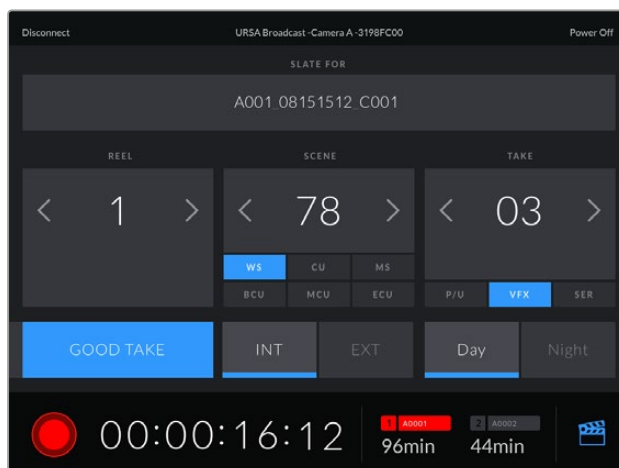 Disconnect URSA Broadcast -Camera A -3198FC00 Power Off
SLATE FOR
A001_08151512_C001
REEL SCENE TAKE
< 1 > < 78 > < 03 >
WS CU MS
BCU MCU ECU P/U VFX SER
GOOD TAKE INT EXT Day Night
1 A0001 2 A0002
00:00:16:12 96min 44min